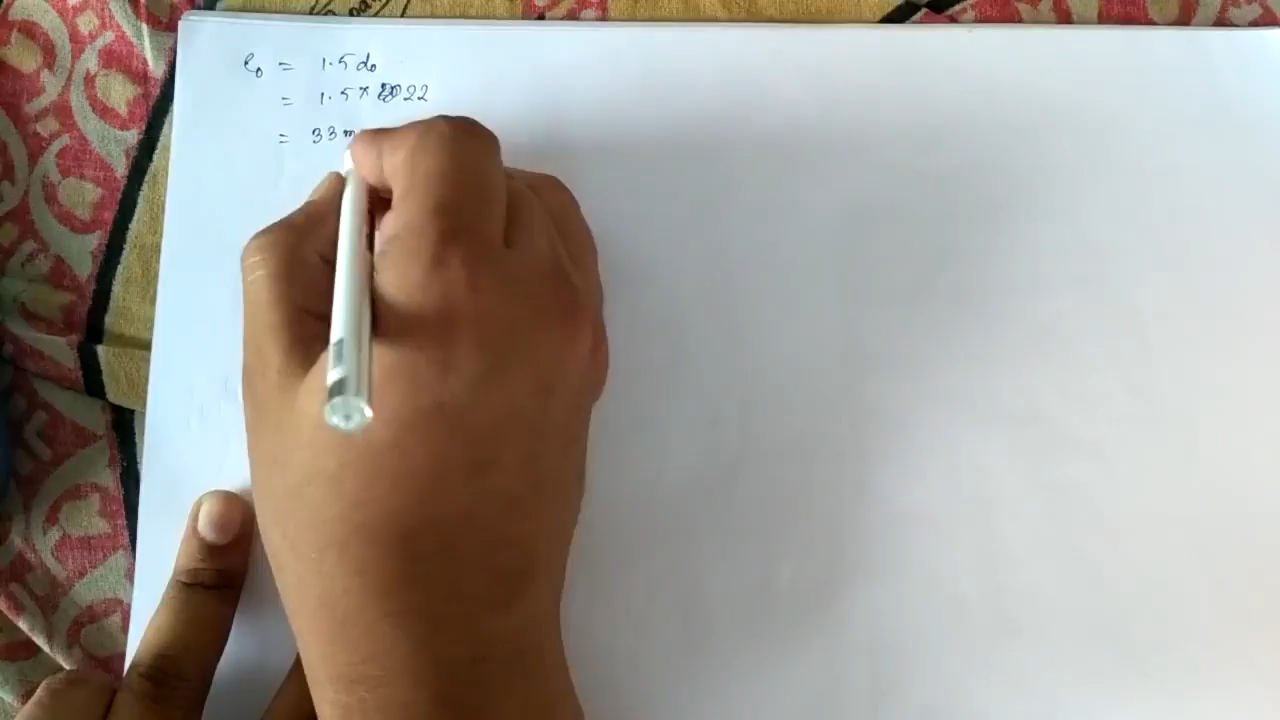 e₀ = 1.5 d₀
= 1.5 × 22
= 33 m